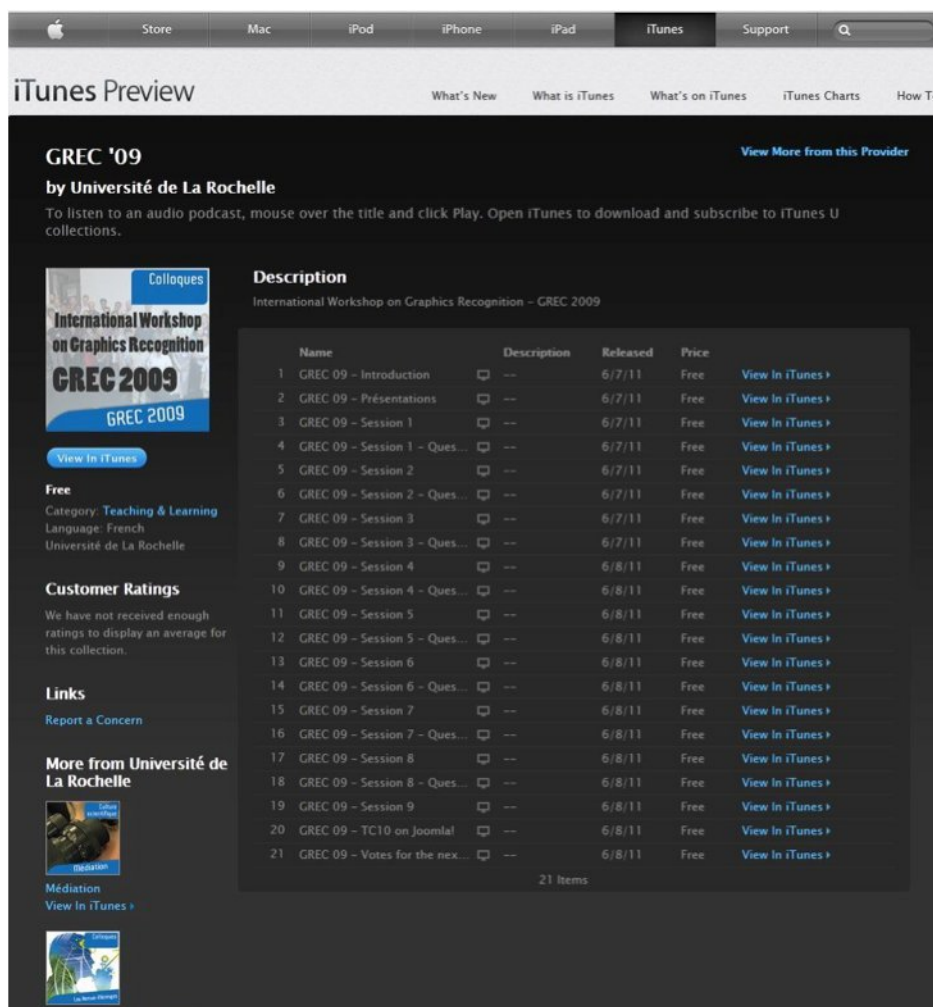 Store Mac iPod iPhone iPad iTunes Support
iTunes Preview
What's New What is iTunes What's on iTunes iTunes Charts How T
GREC '09
View More from this Provider
by Université de La Rochelle
To listen to an audio podcast, mouse over the title and click Play. Open iTunes to download and subscribe to iTunes U
collections.
Colloques
International Workshop
on Graphics Recognition
GREC 2009
GREC 2009
View In iTunes
Free
Category: Teaching & Learning
Language: French
Université de La Rochelle
Customer Ratings
We have not received enough
ratings to display an average for
this collection.
Links
Report a Concern
More from Université de
La Rochelle
Culture
scientifique
Médiation
Médiation
View In iTunes
Colloques
Description
International Workshop on Graphics Recognition – GREC 2009
Name Description Released Price
1 GREC 09 – Introduction -- 6/7/11 Free View In iTunes
2 GREC 09 – Présentations -- 6/7/11 Free View In iTunes
3 GREC 09 – Session 1 -- 6/7/11 Free View In iTunes
4 GREC 09 – Session 1 – Ques... -- 6/7/11 Free View In iTunes
5 GREC 09 – Session 2 -- 6/7/11 Free View In iTunes
6 GREC 09 – Session 2 – Ques... -- 6/7/11 Free View In iTunes
7 GREC 09 – Session 3 -- 6/7/11 Free View In iTunes
8 GREC 09 – Session 3 – Ques... -- 6/7/11 Free View In iTunes
9 GREC 09 – Session 4 -- 6/8/11 Free View In iTunes
10 GREC 09 – Session 4 – Ques... -- 6/8/11 Free View In iTunes
11 GREC 09 – Session 5 -- 6/8/11 Free View In iTunes
12 GREC 09 – Session 5 – Ques... -- 6/8/11 Free View In iTunes
13 GREC 09 – Session 6 -- 6/8/11 Free View In iTunes
14 GREC 09 – Session 6 – Ques... -- 6/8/11 Free View In iTunes
15 GREC 09 – Session 7 -- 6/8/11 Free View In iTunes
16 GREC 09 – Session 7 – Ques... -- 6/8/11 Free View In iTunes
17 GREC 09 – Session 8 -- 6/8/11 Free View In iTunes
18 GREC 09 – Session 8 – Ques... -- 6/8/11 Free View In iTunes
19 GREC 09 – Session 9 -- 6/8/11 Free View In iTunes
20 GREC 09 – TC10 on Joomla! -- 6/8/11 Free View In iTunes
21 GREC 09 – Votes for the nex... -- 6/8/11 Free View In iTunes
21 Items